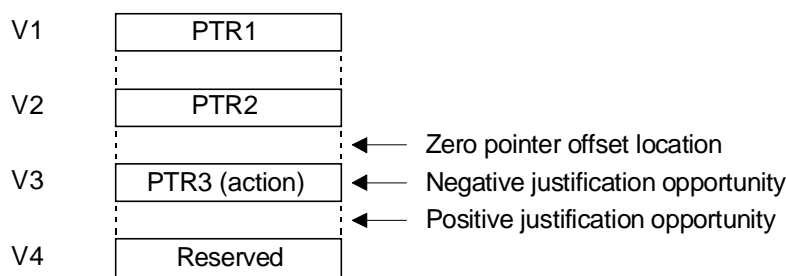 V1 PTR1
V2 PTR2
Zero pointer offset location
V3 PTR3 (action) Negative justification opportunity
Positive justification opportunity
V4 Reserved